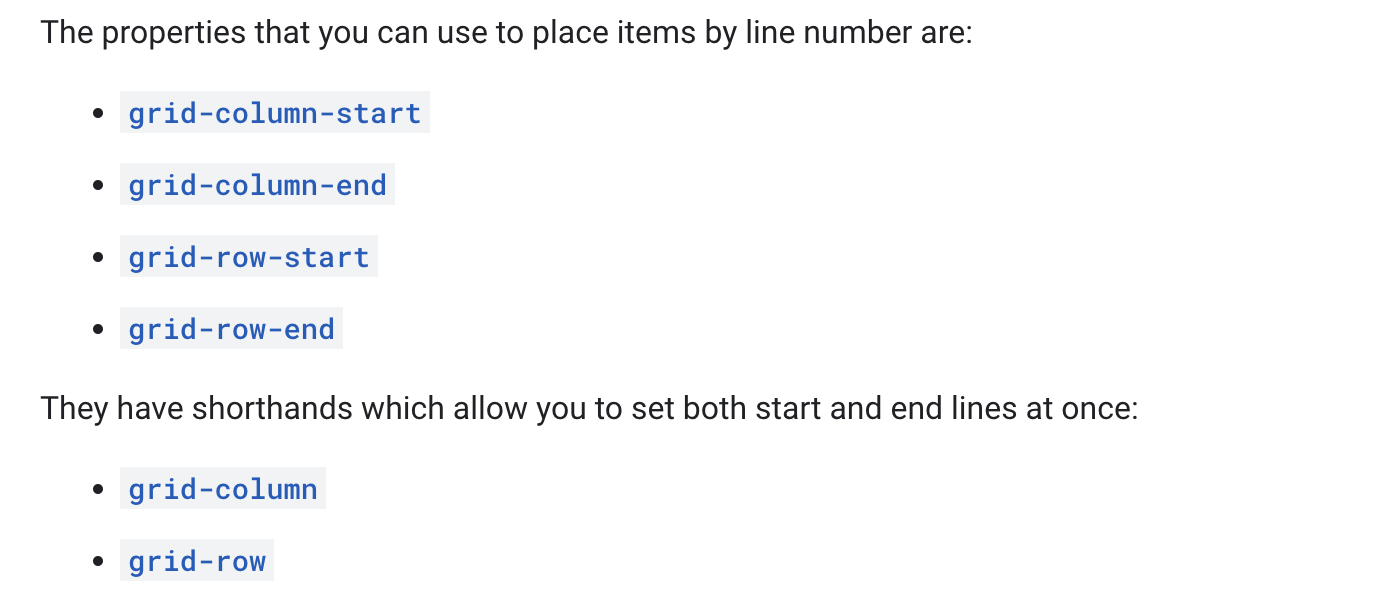 The properties that you can use to place items by line number are:
• grid-column-start
• grid-column-end
• grid-row-start
• grid-row-end
They have shorthands which allow you to set both start and end lines at once:
• grid-column
• grid-row